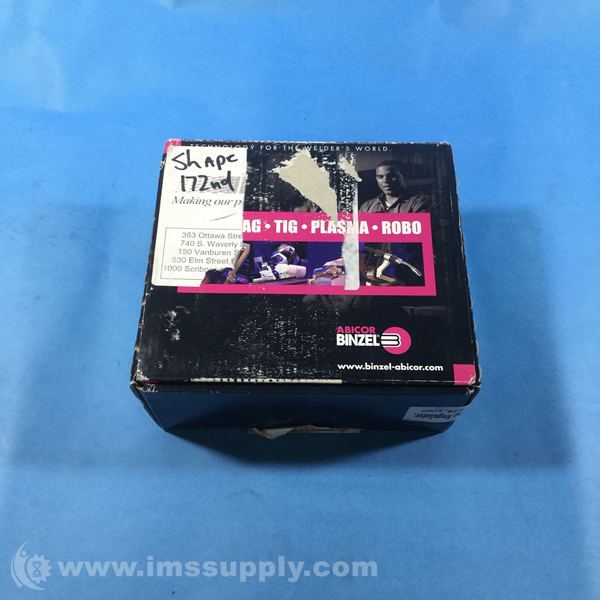 TECHNOLOGY FOR THE WELDER'S WORLD.
Shape
172nd
Making our p
363 Ottawa Stre
740 S. Waverly
150 Vanburen S
530 Elm Street
1000 Scribn
AG · TIG · PLASMA · ROBO
ABICOR
BINZEL
www.binzel-abicor.com
Regulator,
www.imssupply.com